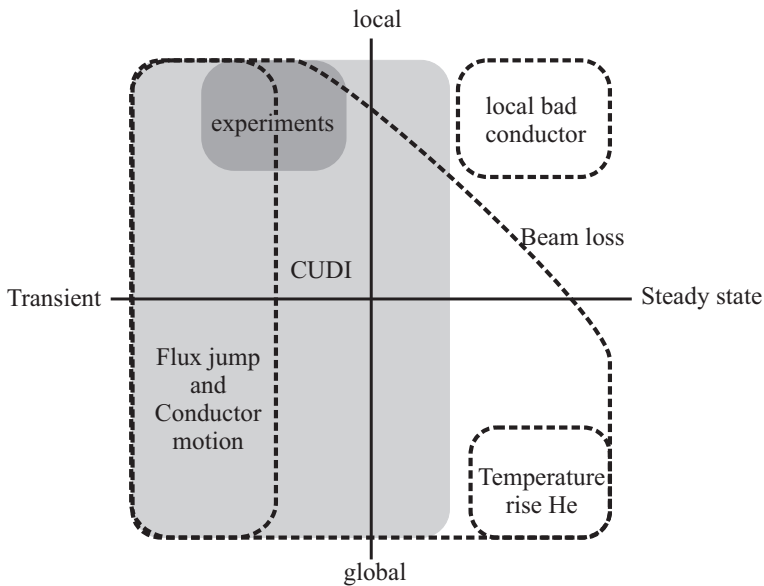 local
experiments
local bad
conductor
Beam loss
CUDI
Transient
Steady state
Flux jump
and
Conductor
motion
Temperature
rise He
global